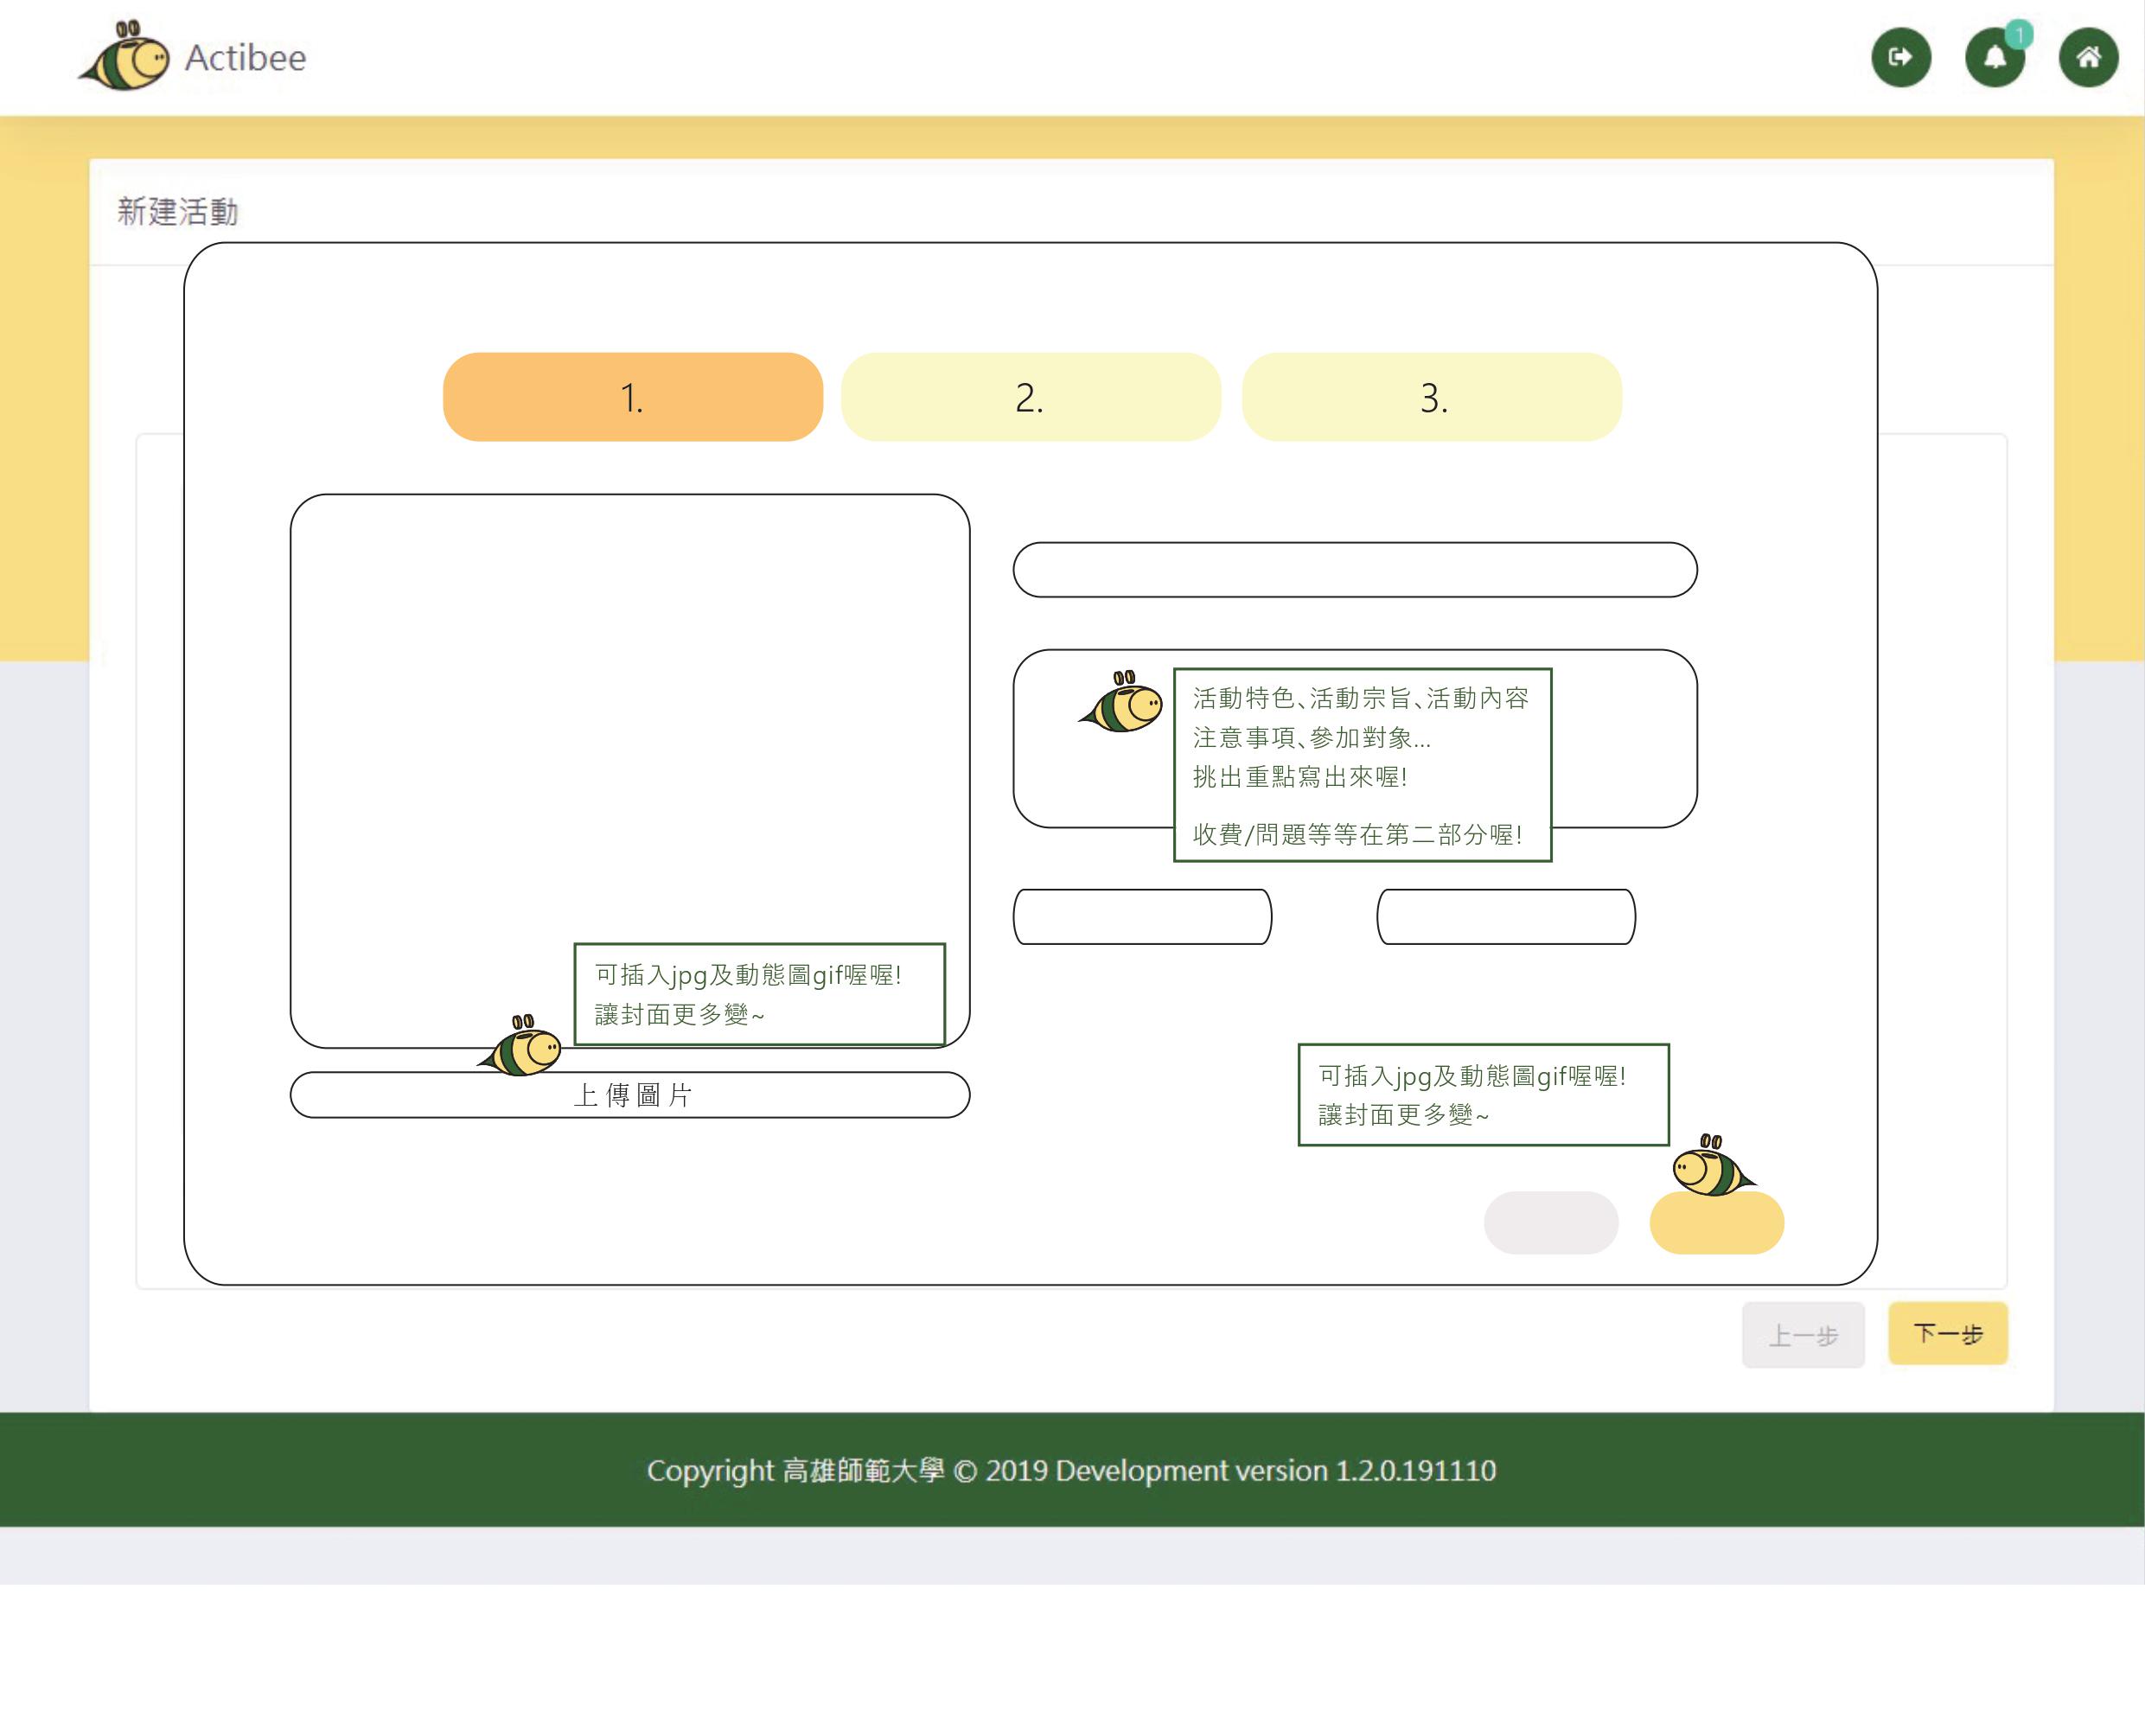 Actibee
1
新建活動
1.
2.
3.
活動特色、活動宗旨、活動內容
注意事項、參加對象...
挑出重點寫出來喔!
收費/問題等等在第二部分喔!
可插入jpg及動態圖gif喔喔!
讓封面更多變~
上傳圖片
可插入jpg及動態圖gif喔喔!
讓封面更多變~
上一步
下一步
Copyright 高雄師範大學 © 2019 Development version 1.2.0.191110